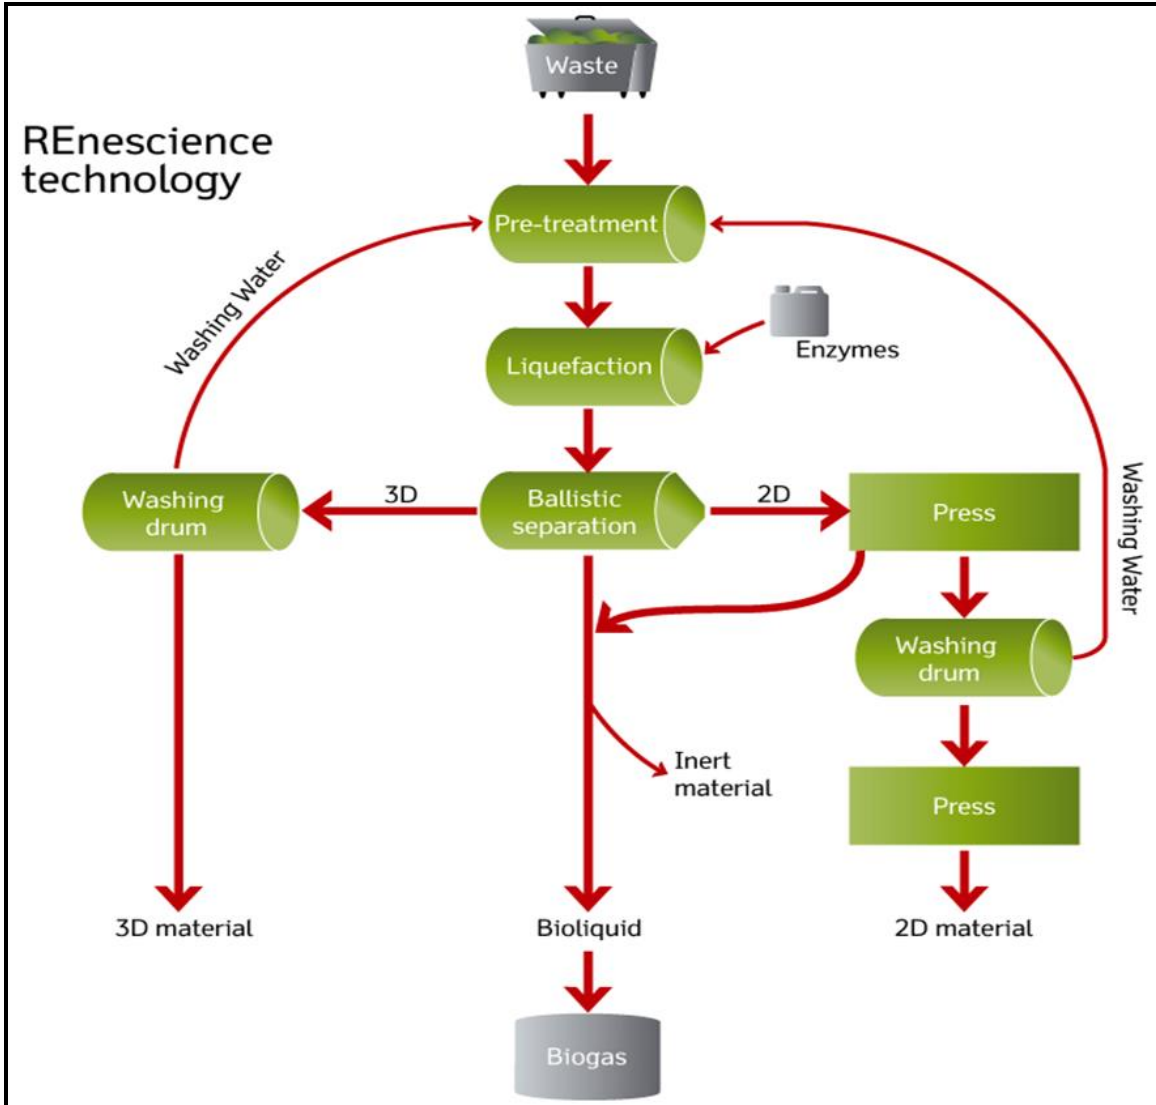 Waste
REnescience
technology
Pre-treatment
Washing Water
Enzymes
Liquefaction
Washing
drum
3D
Ballistic
separation
2D
Press
Washing Water
Washing
drum
Inert
material
Press
3D material
Bioliquid
2D material
Biogas